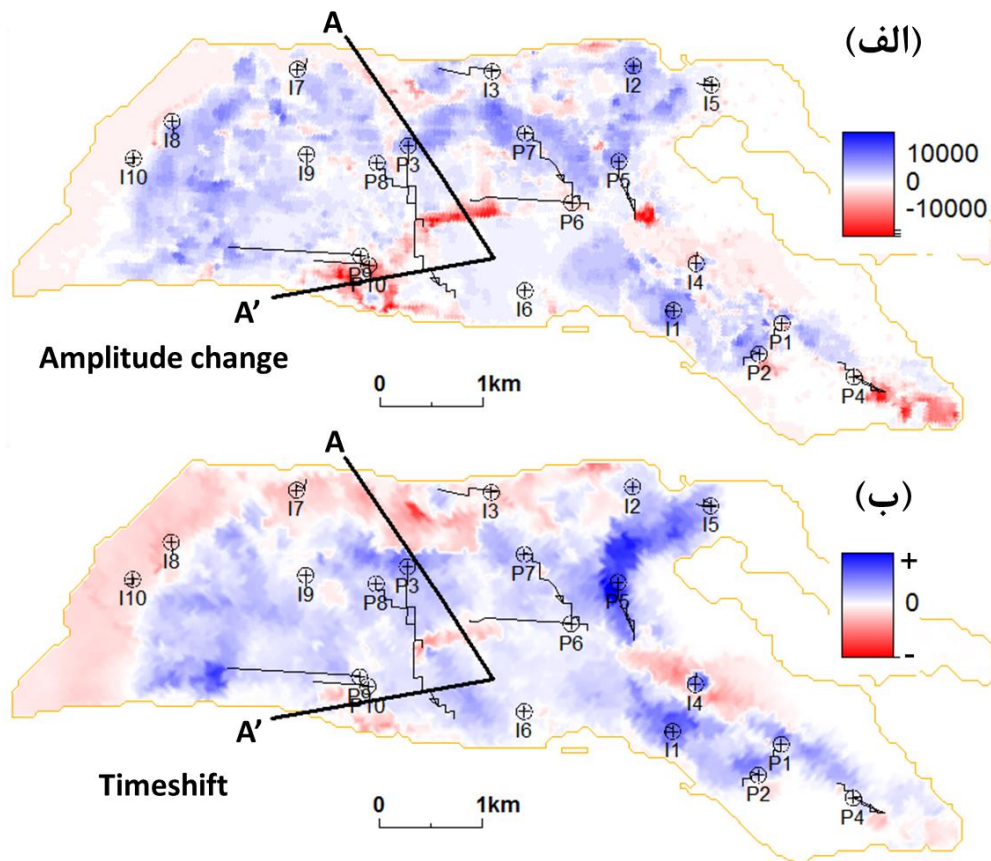 A
(الف)
I7
I3
I2
I5
I8
I10
I9
P3
P8
P7
P5
P6
10000
0
-10000
I4
P9
P10
A'
I6
I1
P1
P2
P4
Amplitude change
0 1km
A
(ب)
I7
I3
I2
I5
I8
I10
I9
P3
P8
P7
P5
P6
+
0
-
I4
P9
P10
A'
I6
I1
P1
P2
P4
Timeshift
0 1km